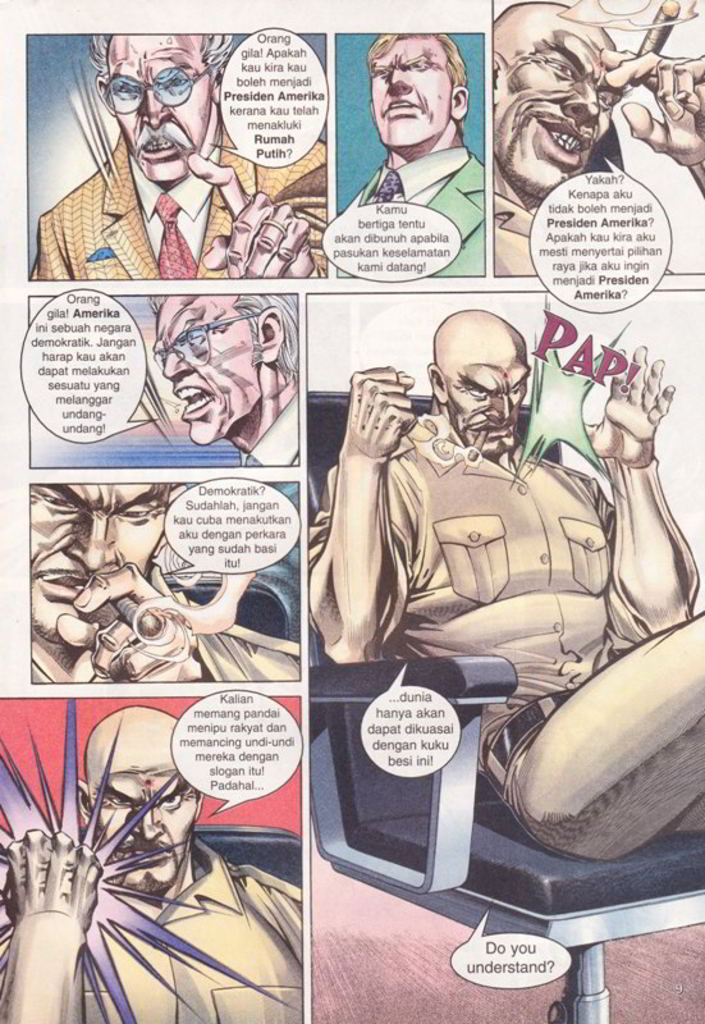 Orang
gila! Apakah
kau kira kau
boleh menjadi
Presiden Amerika
kerana kau telah
menakluki
Rumah
Putih?
Kamu
bertiga tentu
akan dibunuh apabila
pasukan keselamatan
kami datang!
Yakah?
Kenapa aku
tidak boleh menjadi
Presiden Amerika?
Apakah kau kira aku
mesti menyertai pilihan
raya jika aku ingin
menjadi Presiden
Amerika?
Orang
gila! Amerika
ini sebuah negara
demokratik. Jangan
harap kau akan
dapat melakukan
sesuatu yang
melanggar
undang-
undang!
Demokratik?
Sudahlah, jangan
kau cuba menakutkan
aku dengan perkara
yang sudah basi
itu!
Kalian
memang pandai
menipu rakyat dan
memancing undi-undi
mereka dengan
slogan itu!
Padahal...
PAP!
...dunia
hanya akan
dapat dikuasai
dengan kuku
besi ini!
Do you
understand?
9